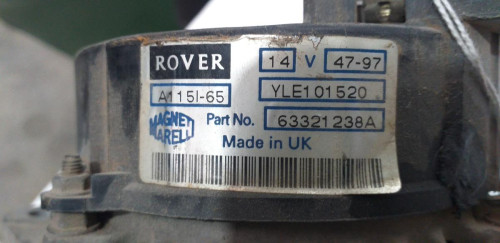 ROVER 14 V 47-97
A115I-65 YLE101520
MAGNETI MARELLI Part No. 63321238A
Made in UK